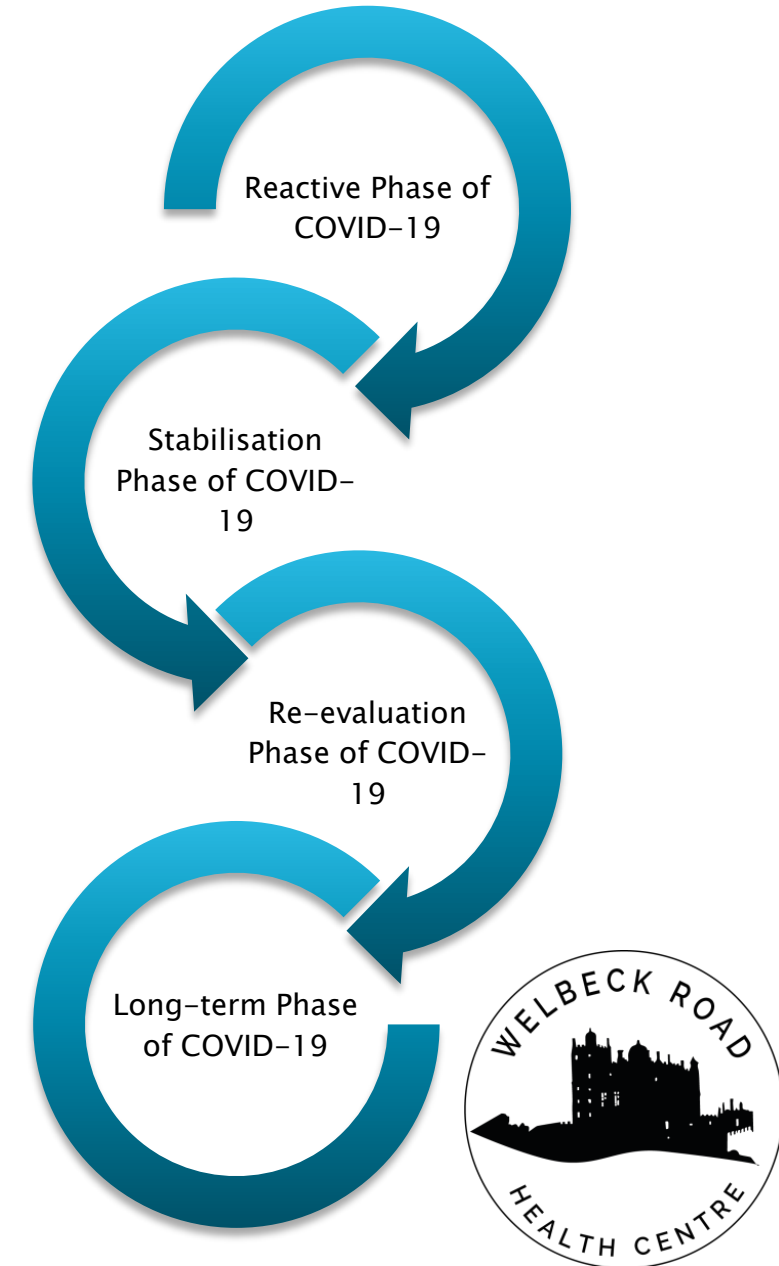 Reactive Phase of
COVID-19
Stabilisation
Phase of COVID-
19
Re-evaluation
Phase of COVID-
19
Long-term Phase
of COVID-19
WELBECK ROAD
HEALTH CENTRE